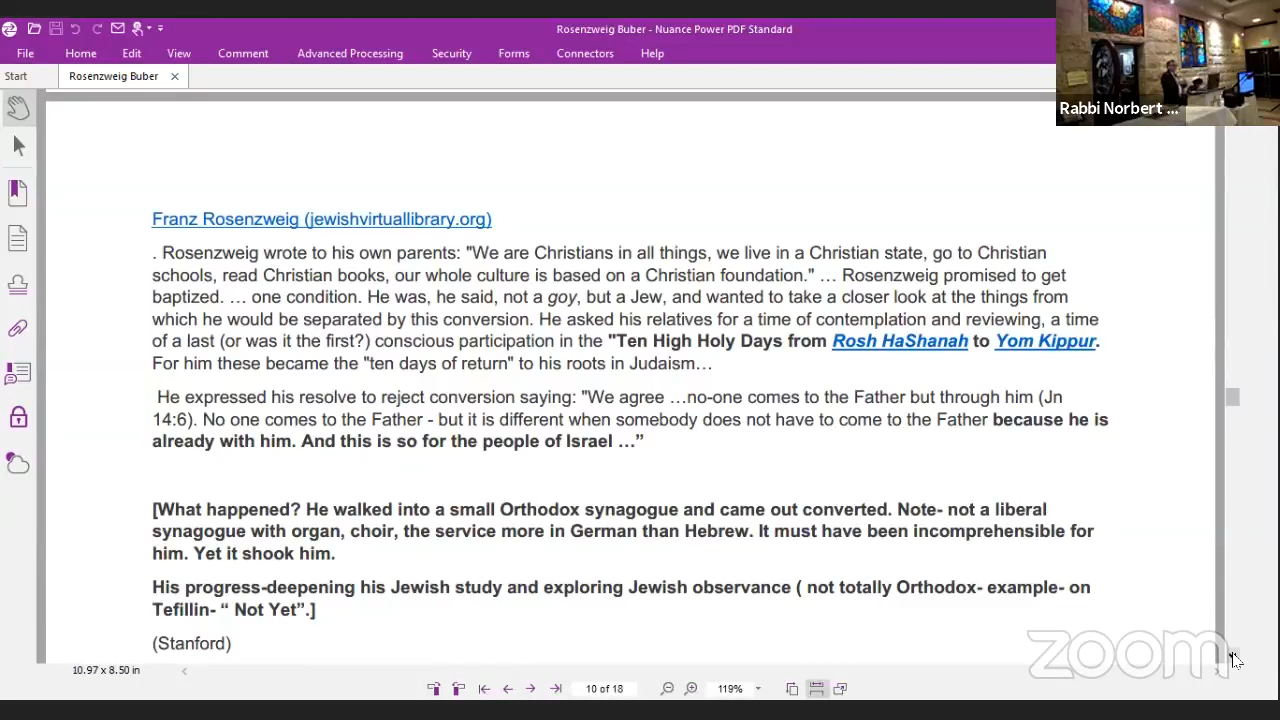 Rosenzweig Buber - Nuance Power PDF Standard
File Home Edit View Comment Advanced Processing Security Forms Connectors Help
Start Rosenzweig Buber
Rabbi Norbert ...
Franz Rosenzweig (jewishvirtuallibrary.org)
. Rosenzweig wrote to his own parents: "We are Christians in all things, we live in a Christian state, go to Christian
schools, read Christian books, our whole culture is based on a Christian foundation." … Rosenzweig promised to get
baptized. … one condition. He was, he said, not a goy, but a Jew, and wanted to take a closer look at the things from
which he would be separated by this conversion. He asked his relatives for a time of contemplation and reviewing, a time
of a last (or was it the first?) conscious participation in the "Ten High Holy Days from Rosh HaShanah to Yom Kippur.
For him these became the "ten days of return" to his roots in Judaism…
He expressed his resolve to reject conversion saying: "We agree …no-one comes to the Father but through him (Jn
14:6). No one comes to the Father - but it is different when somebody does not have to come to the Father because he is
already with him. And this is so for the people of Israel …”
[What happened? He walked into a small Orthodox synagogue and came out converted. Note- not a liberal
synagogue with organ, choir, the service more in German than Hebrew. It must have been incomprehensible for
him. Yet it shook him.
His progress-deepening his Jewish study and exploring Jewish observance ( not totally Orthodox- example- on
Tefillin- “ Not Yet”.]
(Stanford)
zoom
10.97 x 8.50 in
10 of 18 119%